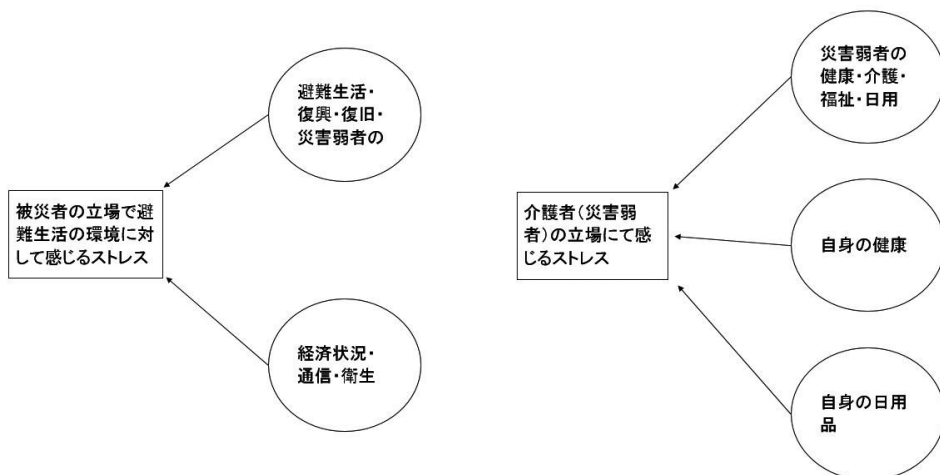 避難生活・
復興・復旧・
災害弱者の
被災者の立場で避
難生活の環境に対
して感じるストレス
経済状況・
通信・衛生
災害弱者の
健康・介護・
福祉・日用
介護者（災害弱
者）の立場にて感
じるストレス
自身の健康
自身の日用
品